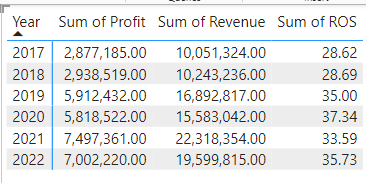 Year Sum of Profit Sum of Revenue Sum of ROS
2017 2,877,185.00 10,051,324.00 28.62
2018 2,938,519.00 10,243,236.00 28.69
2019 5,912,432.00 16,892,817.00 35.00
2020 5,818,522.00 15,583,042.00 37.34
2021 7,497,361.00 22,318,354.00 33.59
2022 7,002,220.00 19,599,815.00 35.73